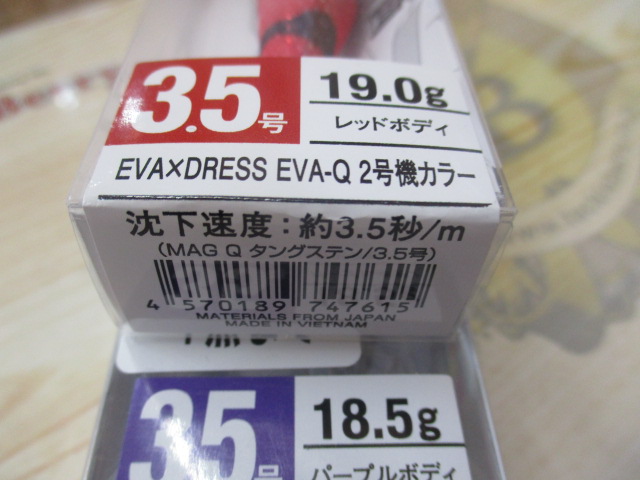 3.5号
19.0g
レッドボディ
EVA×DRESS EVA-Q 2号機カラー
沈下速度:約3.5秒/m
(MAG Q タングステン/3.5号)
4 570189 747615
MATERIALS FROM JAPAN
MADE IN VIETNAM
3.5号
18.5g
パープルボディ